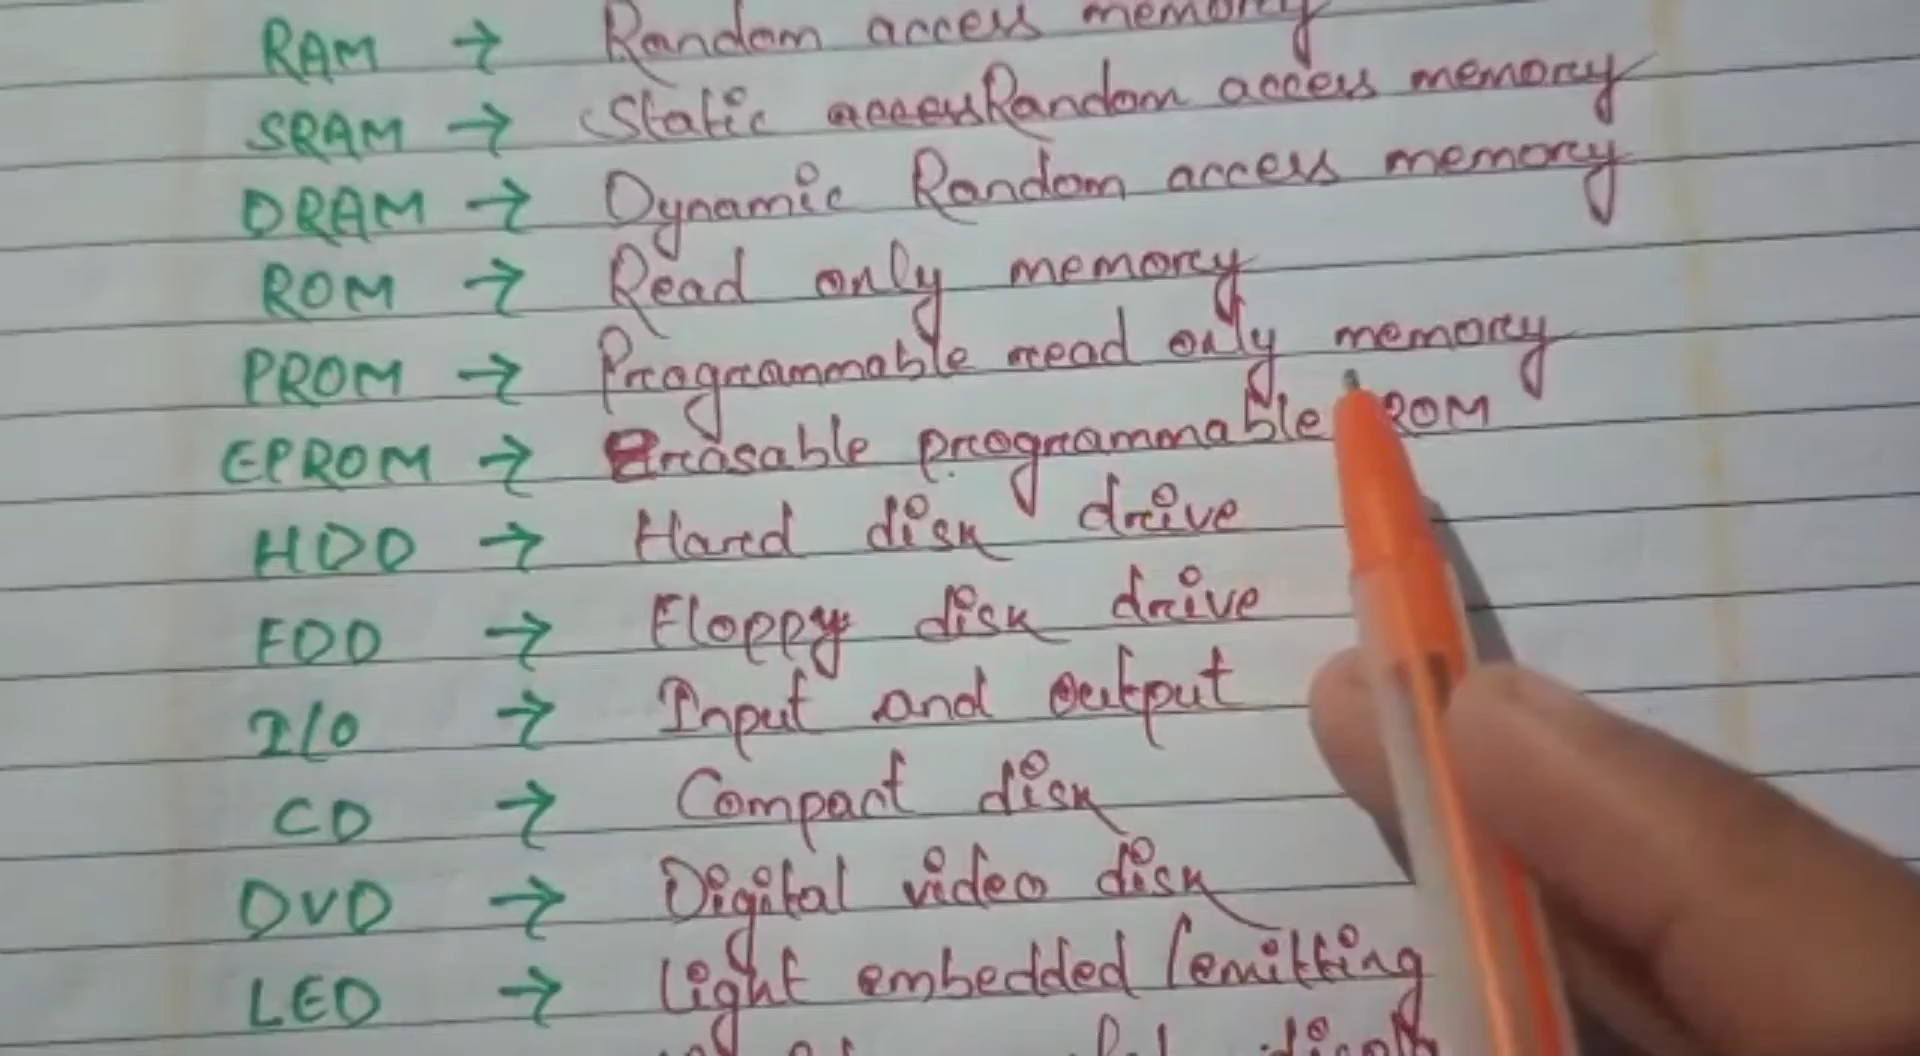 RAM → Random access memory
SRAM → Static access Random access memory
DRAM → Dynamic Random access memory
ROM → Read only memory
PROM → Programmable read only memory
EPROM → Erasable programmable ROM
HDD → Hard disk drive
FDD → Floppy disk drive
I/O → Input and output
CD → Compact disk
DVD → Digital video disk
LED → Light embedded/emitting